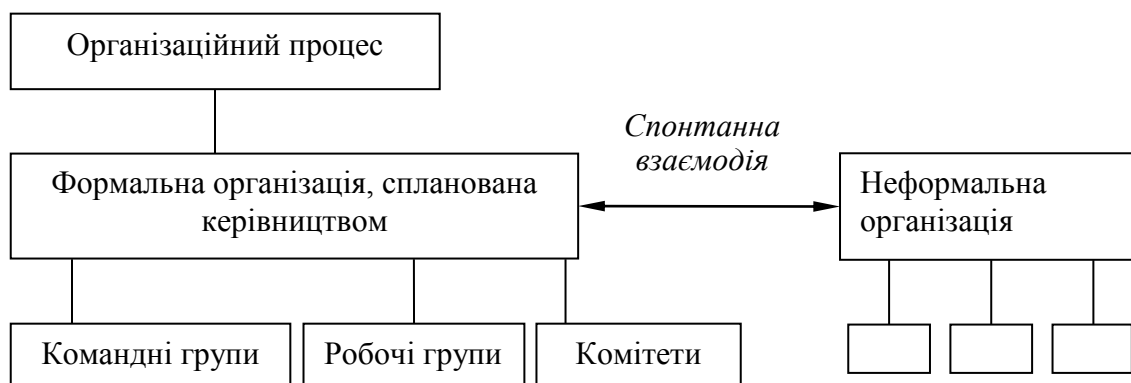 Організаційний процес
Спонтанна
взаємодія
Формальна організація, спланована
керівництвом
Неформальна
організація
Командні групи
Робочі групи
Комітети